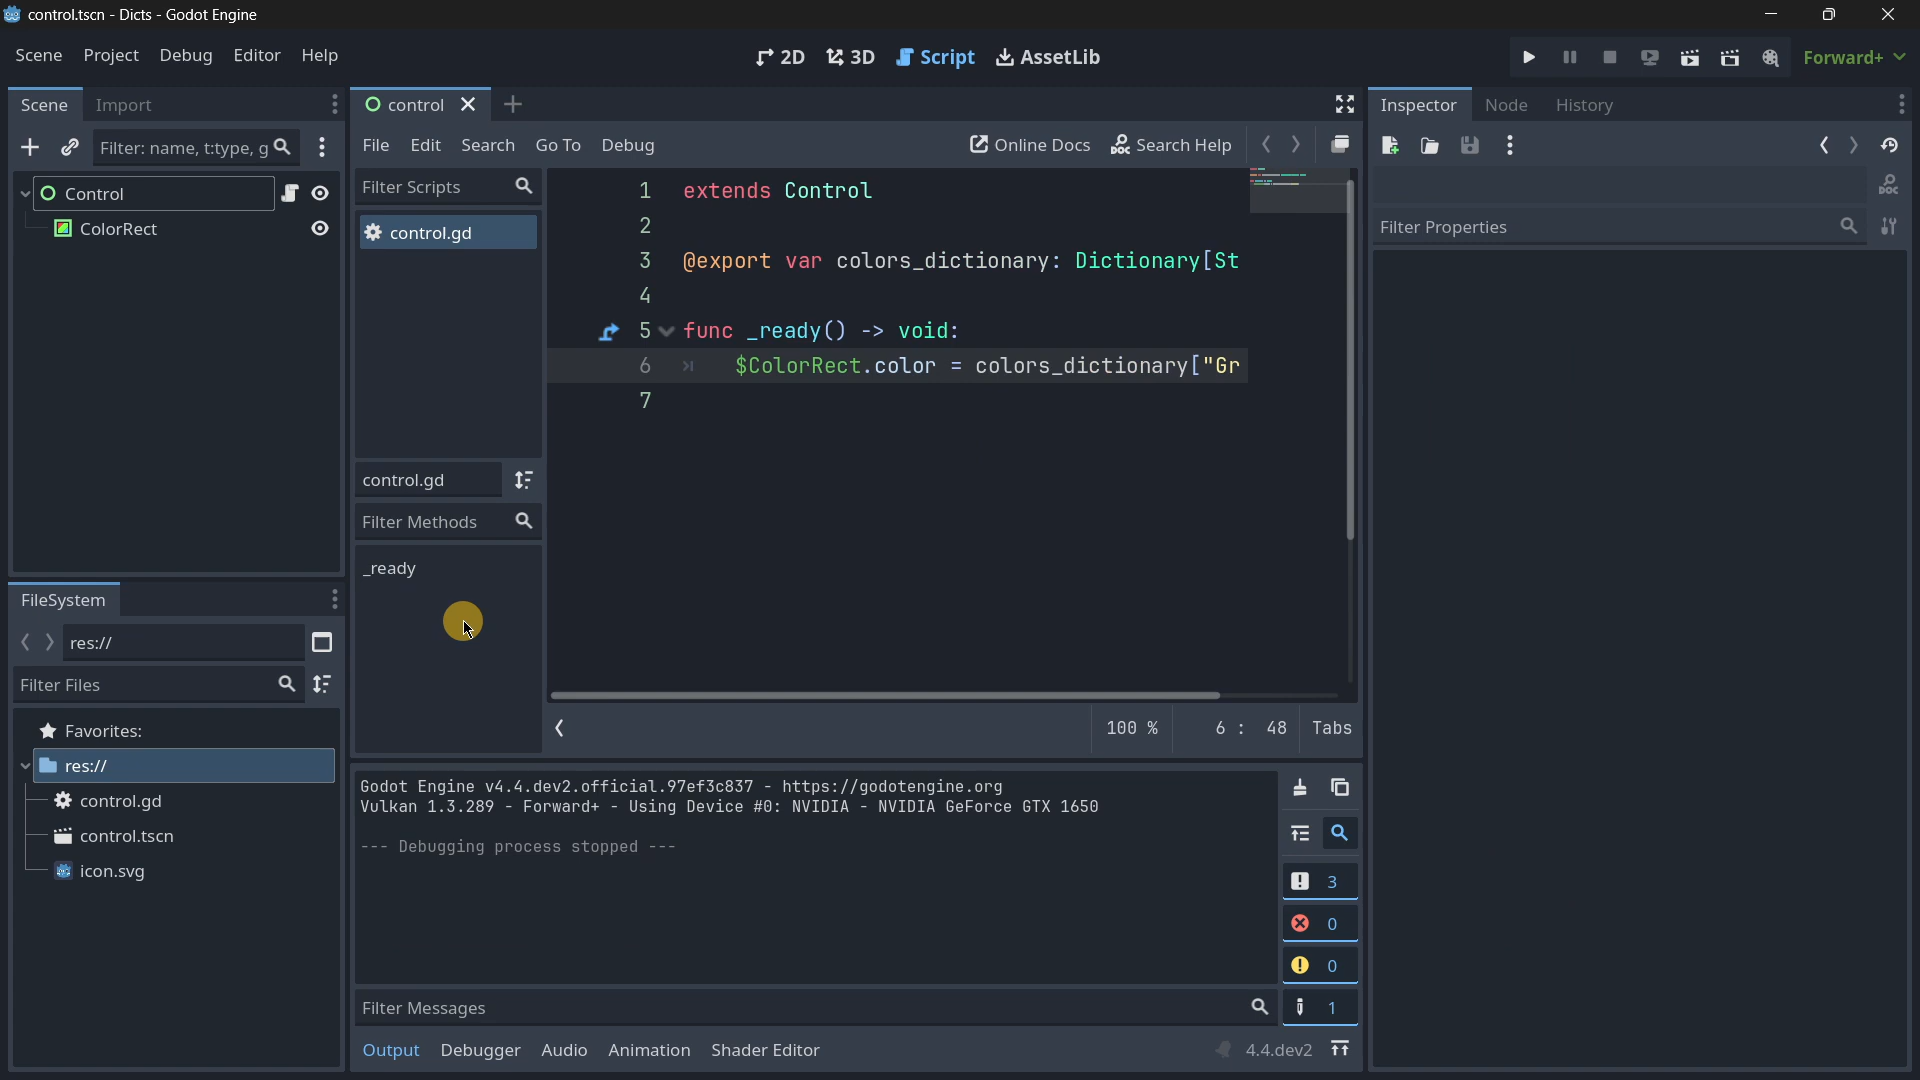 control.tscn - Dicts - Godot Engine
Scene Project Debug Editor Help
2D 3D Script AssetLib
Forward+
Scene Import
control
Inspector Node History
Filter: name, t:type, g
File Edit Search Go To Debug
Online Docs Search Help
Control
ColorRect
Filter Scripts
control.gd
control.gd
Filter Methods
_ready
1 extends Control
2
3 @export var colors_dictionary: Dictionary[St
4
5 func _ready() -> void:
6 $ColorRect.color = colors_dictionary["Gr
7
100 % 6 : 48 Tabs
Filter Properties
FileSystem
res://
Filter Files
Favorites:
res://
control.gd
control.tscn
icon.svg
Godot Engine v4.4.dev2.official.97ef3c837 - https://godotengine.org
Vulkan 1.3.289 - Forward+ - Using Device #0: NVIDIA - NVIDIA GeForce GTX 1650
--- Debugging process stopped ---
3
0
0
1
Filter Messages
Output Debugger Audio Animation Shader Editor
4.4.dev2